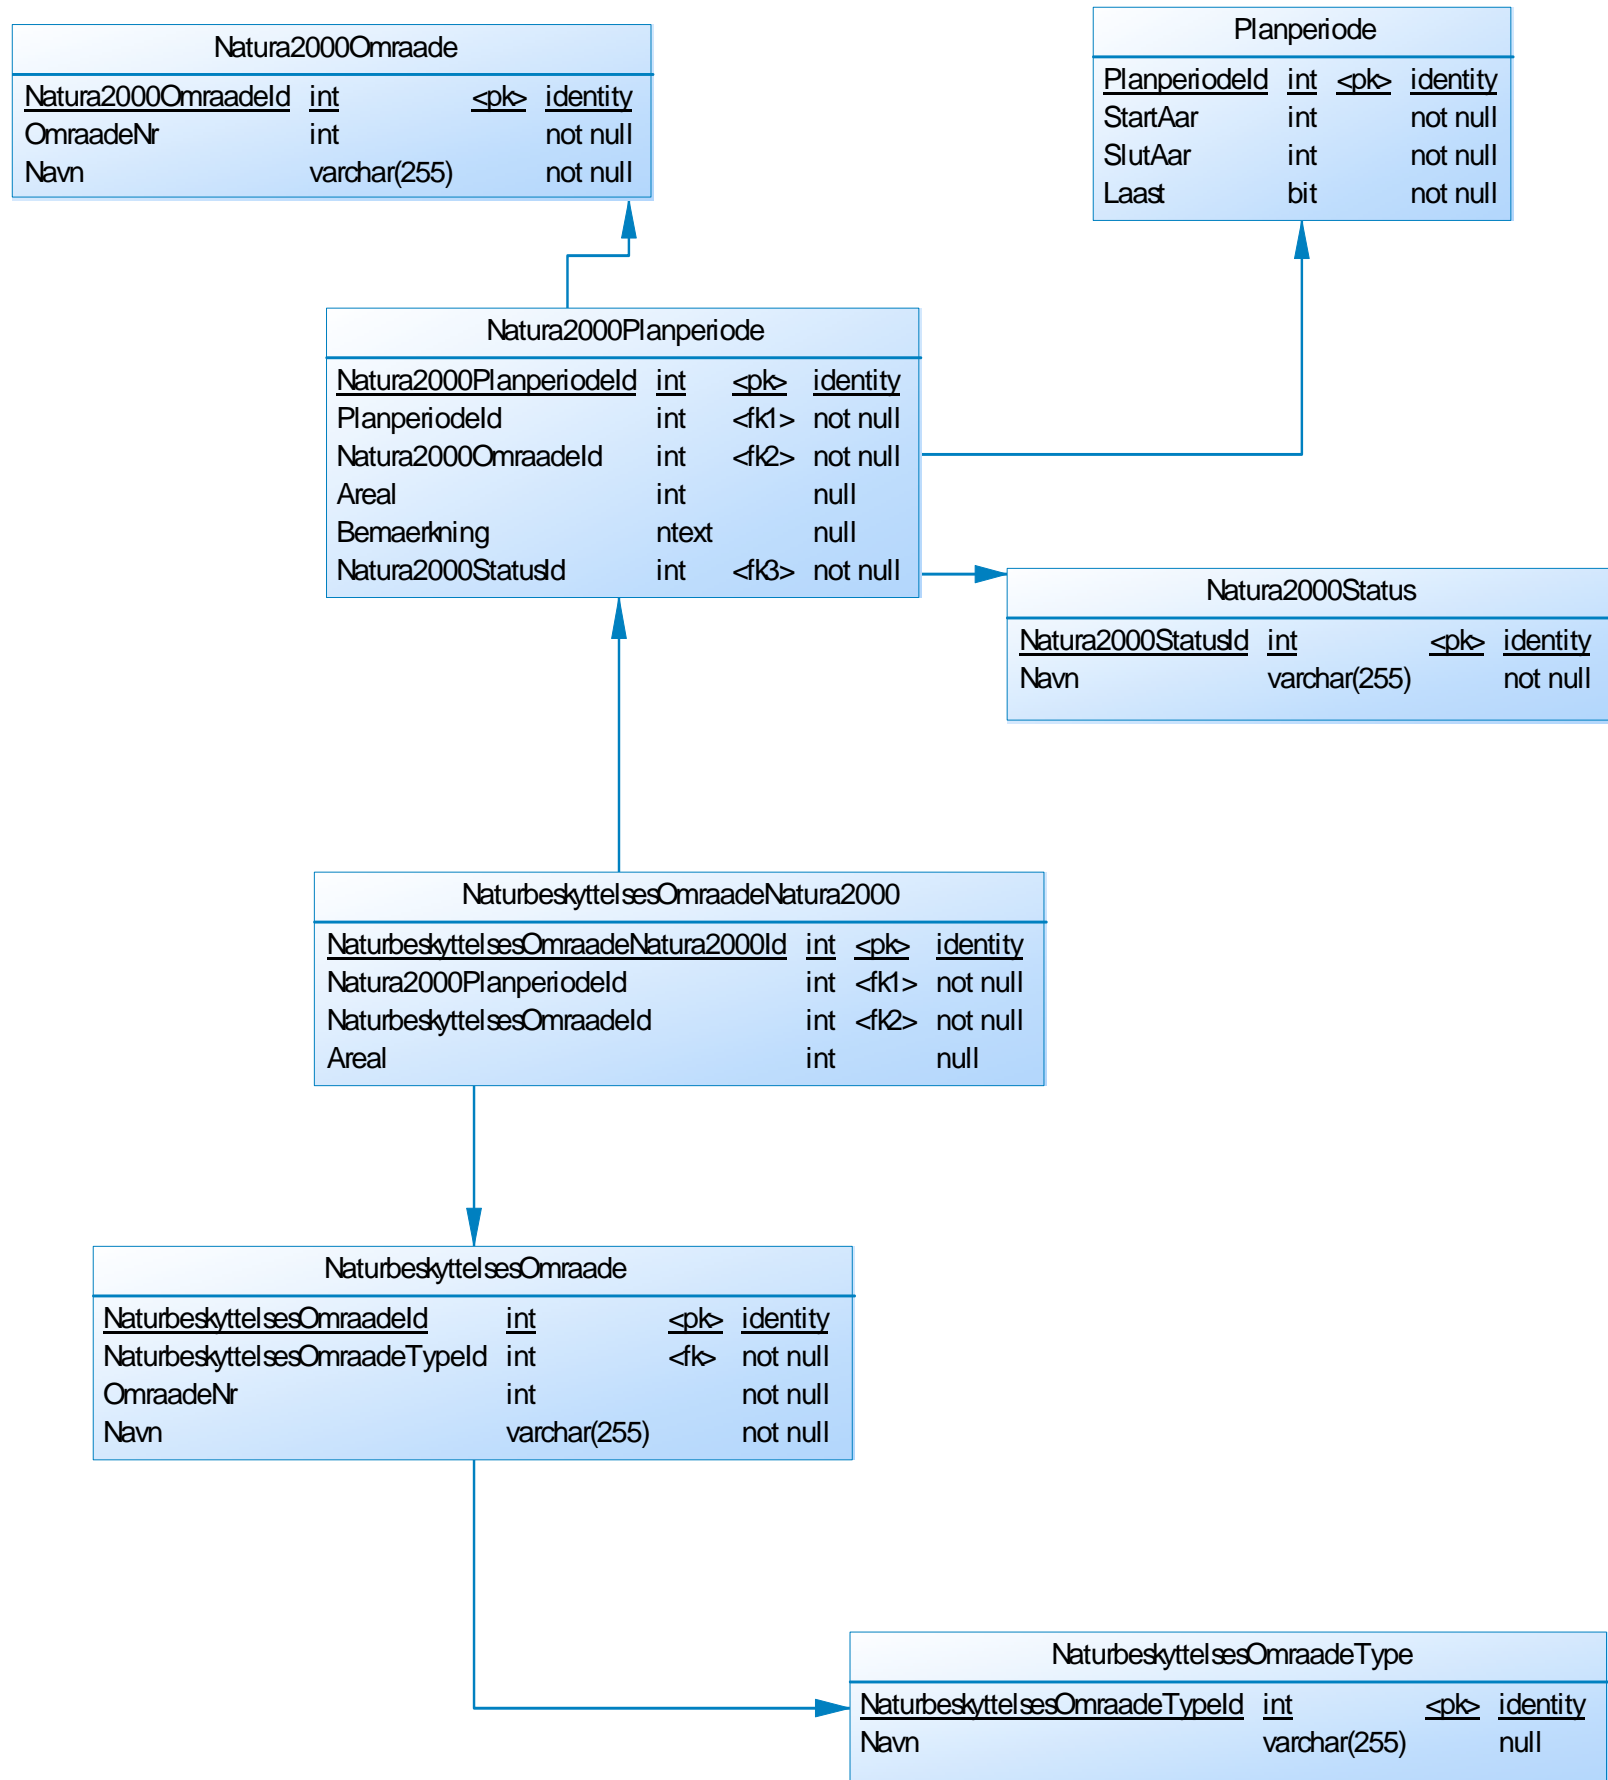 Natura2000Omraade
Natura2000OmraadeId int <pk> identity
OmraadeNr int not null
Navn varchar(255) not null
Planperiode
PlanperiodeId int <pk> identity
StartAar int not null
SlutAar int not null
Laast bit not null
Natura2000Planperiode
Natura2000PlanperiodeId int <pk> identity
PlanperiodeId int <fk1> not null
Natura2000OmraadeId int <fk2> not null
Areal int null
Bemaerkning ntext null
Natura2000StatusId int <fk3> not null
Natura2000Status
Natura2000StatusId int <pk> identity
Navn varchar(255) not null
NaturbeskyttelsesOmraadeNatura2000
NaturbeskyttelsesOmraadeNatura2000Id int <pk> identity
Natura2000PlanperiodeId int <fk1> not null
NaturbeskyttelsesOmraadeId int <fk2> not null
Areal int null
NaturbeskyttelsesOmraade
NaturbeskyttelsesOmraadeId int <pk> identity
NaturbeskyttelsesOmraadeTypeId int <fk> not null
OmraadeNr int not null
Navn varchar(255) not null
NaturbeskyttelsesOmraadeType
NaturbeskyttelsesOmraadeTypeId int <pk> identity
Navn varchar(255) null